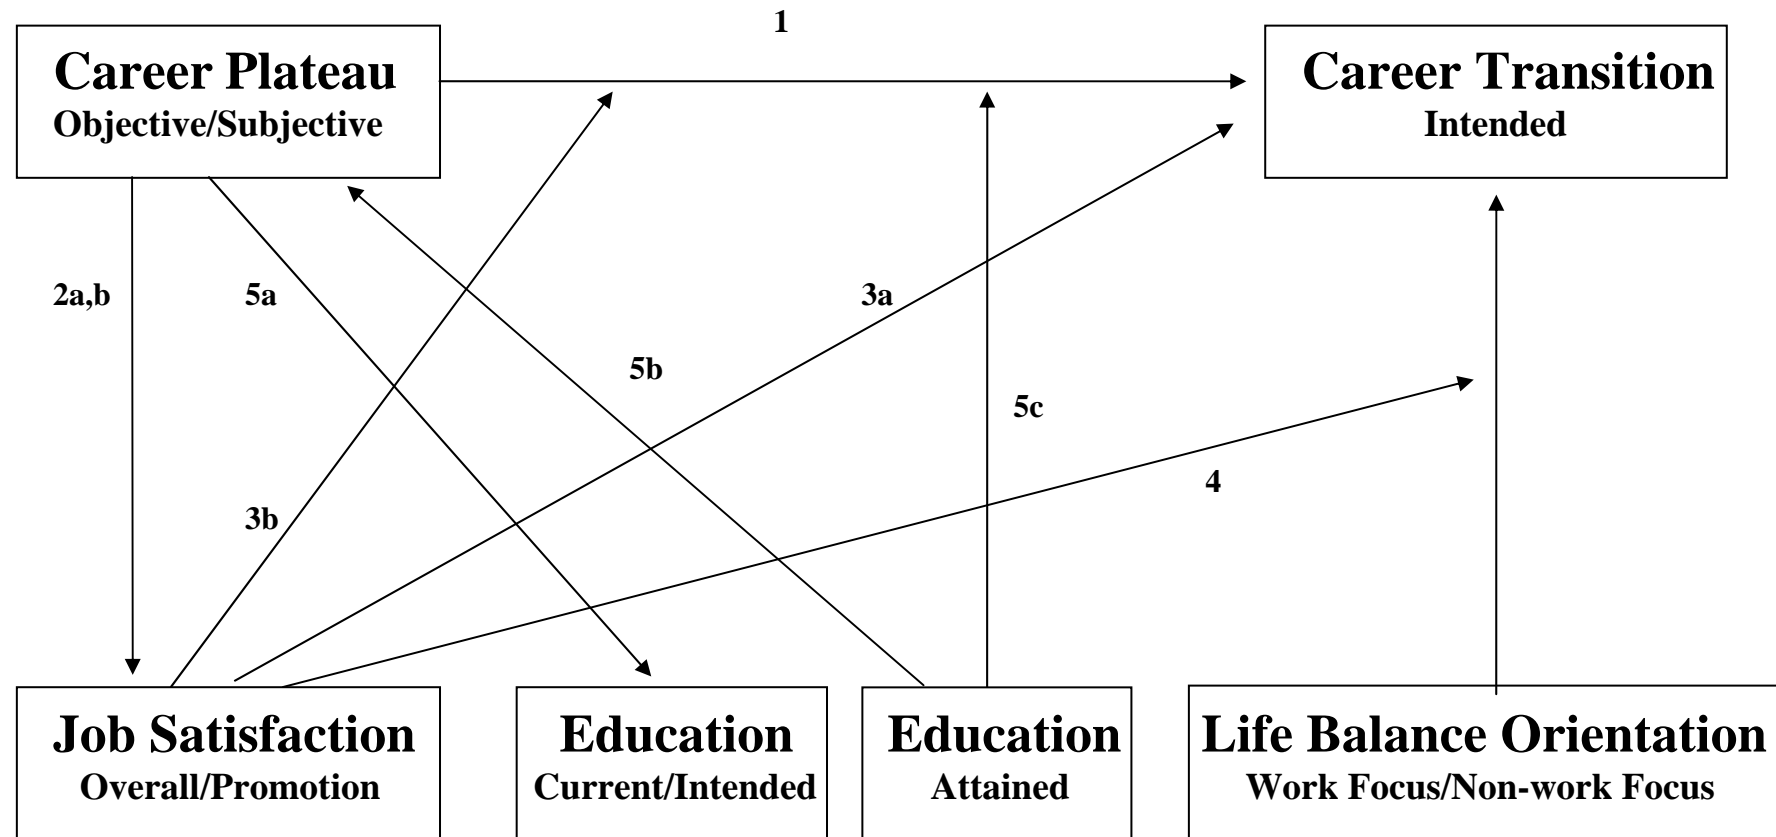 1
Career Plateau
Objective/Subjective
Career Transition
Intended
2a,b
5a
3a
5b
5c
4
3b
Job Satisfaction
Overall/Promotion
Education
Current/Intended
Education
Attained
Life Balance Orientation
Work Focus/Non-work Focus